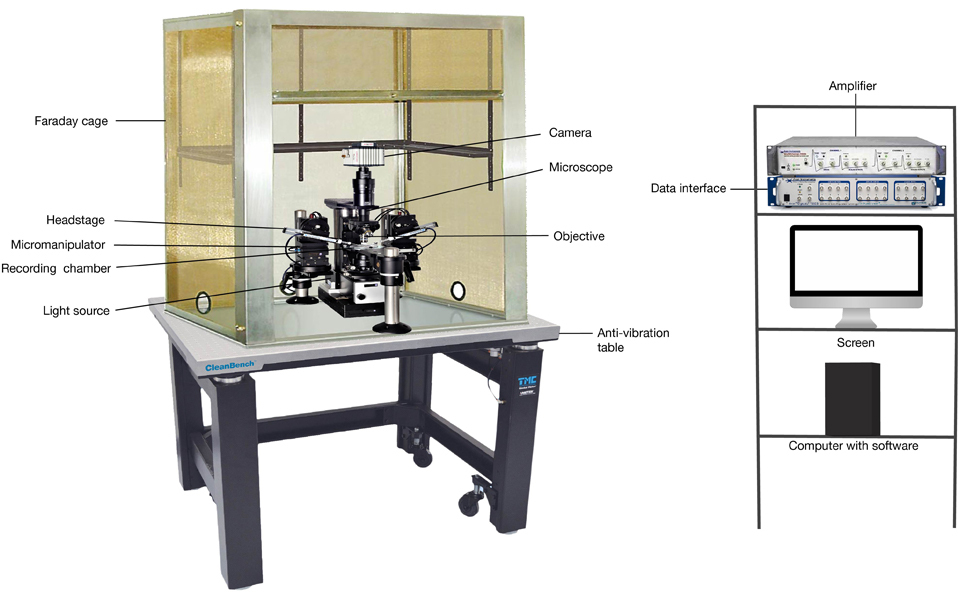 Amplifier
Faraday cage
Camera
Microscope
Data interface
Headstage
Objective
Micromanipulator
Recording chamber
Light source
Anti-vibration
table
Screen
CleanBench
TMC
Computer with software